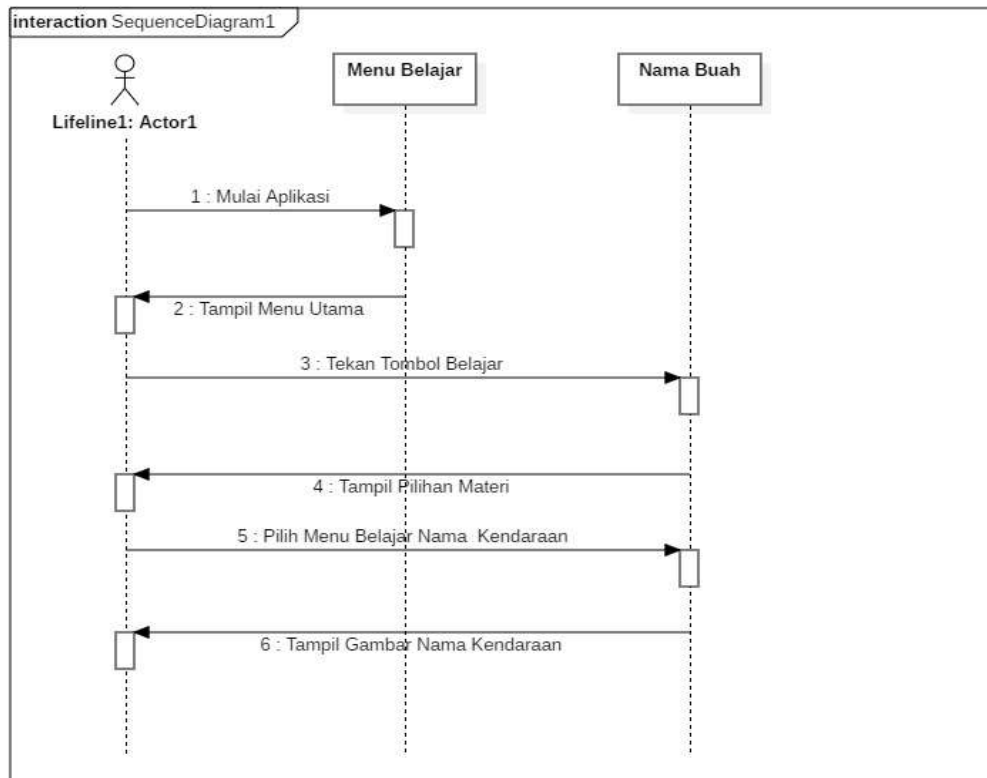 interaction SequenceDiagram1
Menu Belajar
Nama Buah
Lifeline1: Actor1
1 : Mulai Aplikasi
2 : Tampil Menu Utama
3 : Tekan Tombol Belajar
4 : Tampil Pilihan Materi
5 : Pilih Menu Belajar Nama  Kendaraan
6 : Tampil Gambar Nama Kendaraan